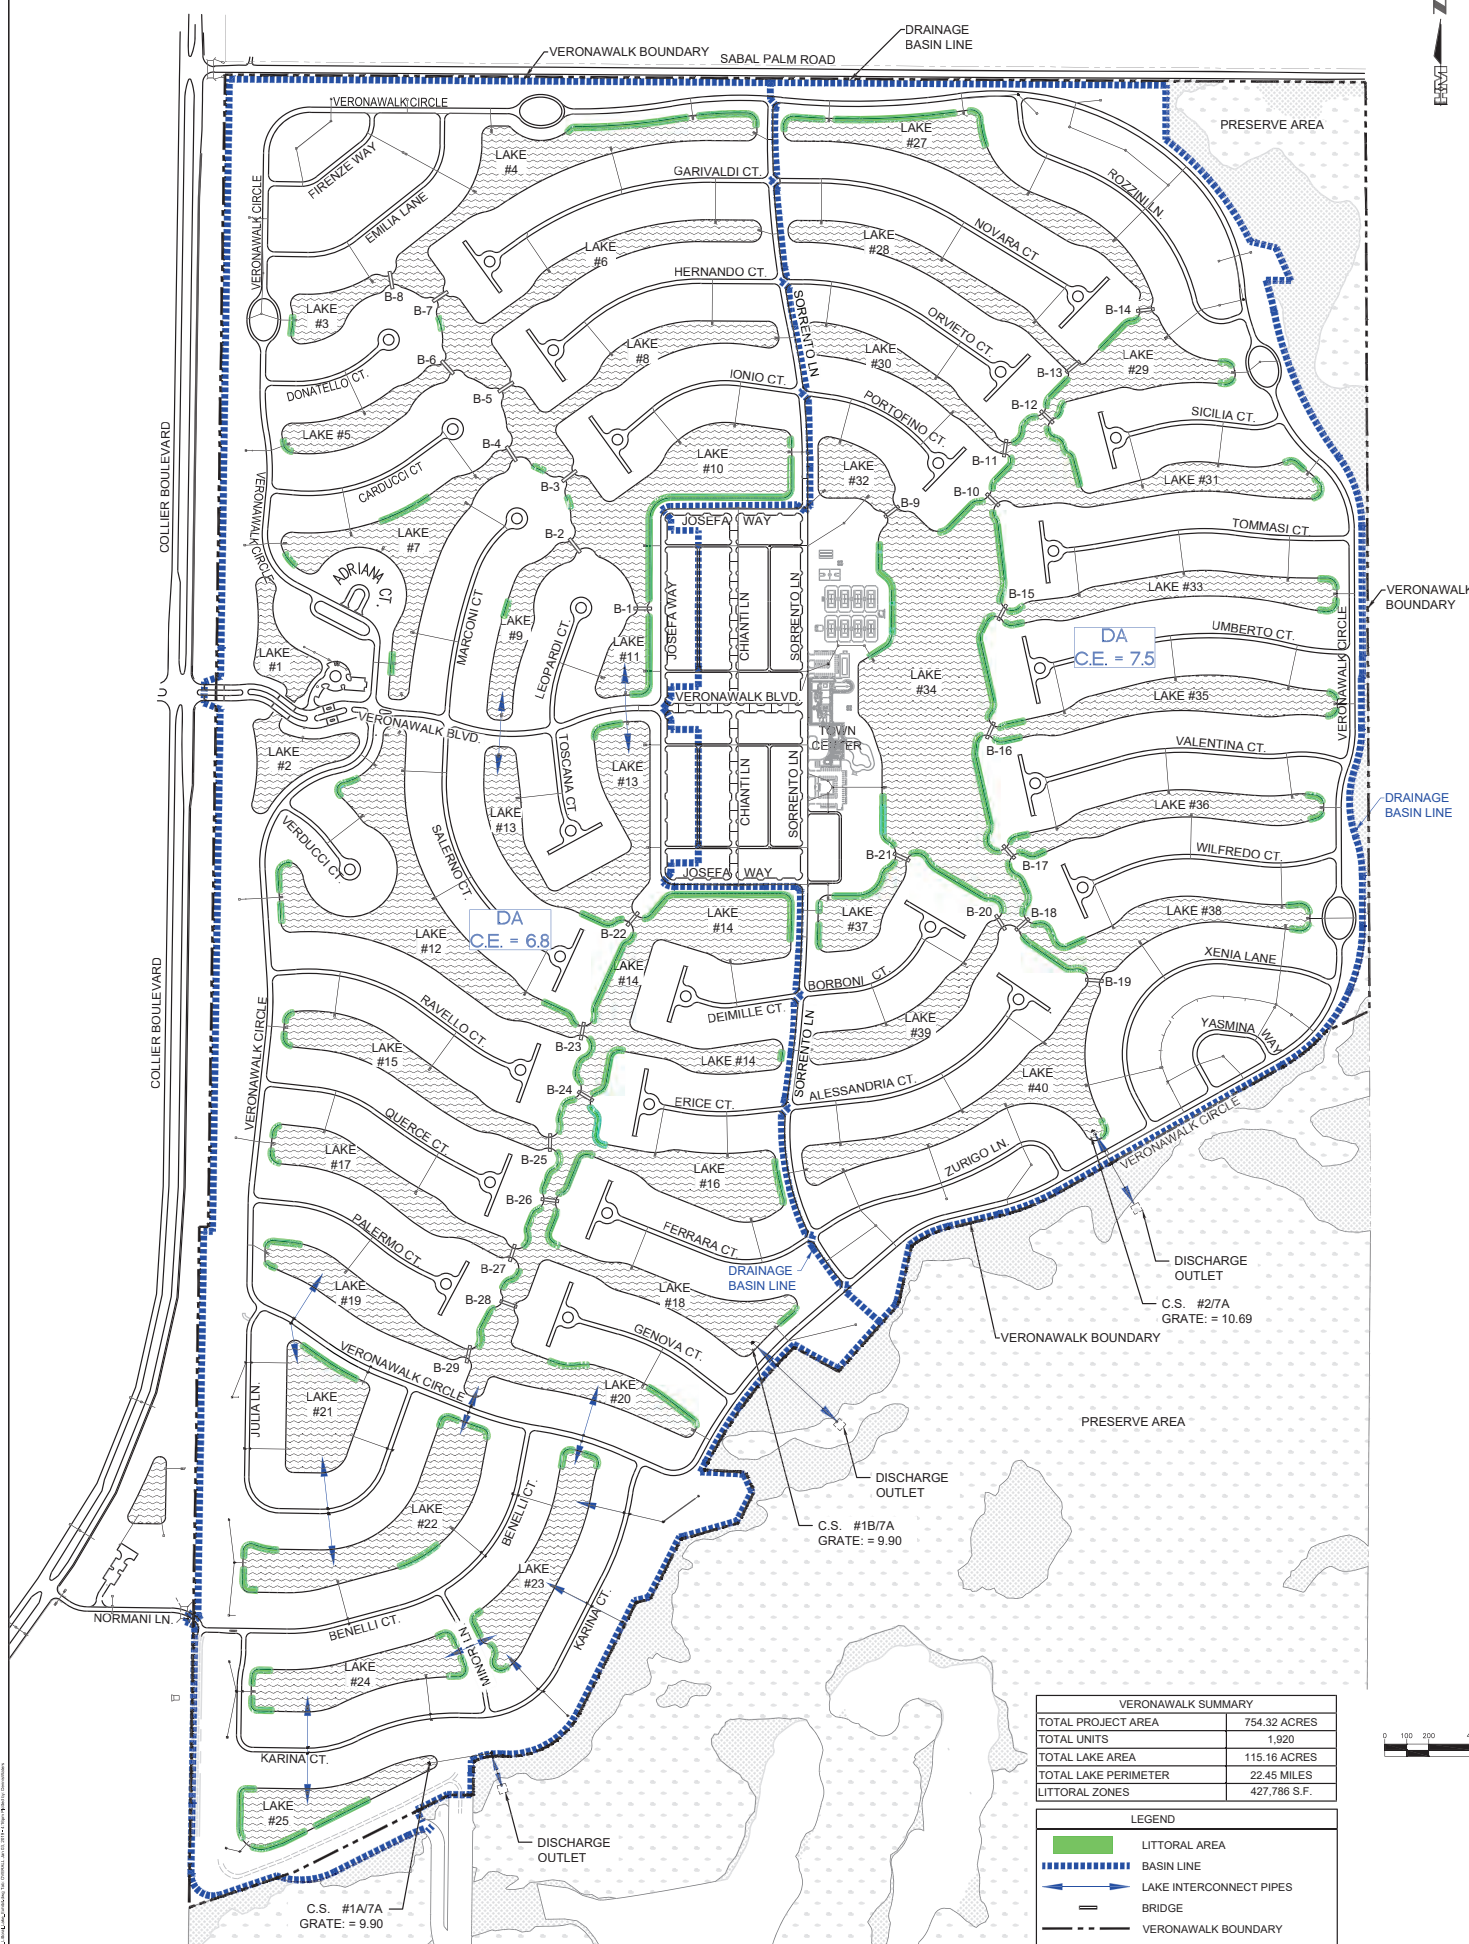 DRAINAGE
BASIN LINE
VERONAWALK BOUNDARY
SABAL PALM ROAD
VERONAWALK CIRCLE
PRESERVE AREA
LAKE
#27
LAKE
#4
FIRENZE WAY
GARIVALDI CT.
ROZZINI LN.
VERONAWALK CIRCLE
EMILIA LANE
NOVARA CT
LAKE
#6
LAKE
#28
HERNANDO CT.
B-8
B-7
LAKE
#3
SORRENTO LN
ORVIETO CT.
B-14
LAKE
#8
LAKE
#30
LAKE
#29
B-6
B-13
DONATELLO CT.
B-5
IONIO CT.
PORTOFINO CT.
B-12
SICILIA CT.
COLLIER BOULEVARD
LAKE #5
B-4
LAKE
#10
LAKE
#32
B-11
CARDUCCI CT
B-3
B-9
B-10
LAKE #31
VERONAWALK CIRCLE
LAKE
#7
B-2
JOSEFA WAY
TOMMASI CT.
ADRIANA
CT.
MARCONI CT
B-1
LAKE
#9
LEOPARDI CT.
LAKE
#11
JOSEFA WAY
CHIANTI LN
SORRENTO LN
B-15
LAKE #33
VERONAWALK
BOUNDARY
DA
C.E. = 7.5
UMBERTO CT.
LAKE
#1
LAKE
#34
LAKE #35
VERONAWALK CIRCLE
VERONAWALK BLVD.
VERONAWALK BLVD.
TOWN
CENTER
B-16
VALENTINA CT.
LAKE
#2
TOSCANA CT.
LAKE
#13
LAKE
#13
CHIANTI LN
SORRENTO LN
LAKE #36
DRAINAGE
BASIN LINE
VERDUCCI CT.
SALERNO CT.
B-21
WILFREDO CT.
B-17
JOSEFA WAY
DA
C.E. = 6.8
LAKE
#12
B-22
LAKE
#14
LAKE
#37
B-20
B-18
LAKE #38
XENIA LANE
LAKE
#14
BORBONI CT.
B-19
DEIMILLE CT.
RAVELLO CT.
LAKE
#39
YASMINA WAY
COLLIER BOULEVARD
VERONAWALK CIRCLE
B-23
LAKE
#15
LAKE #14
SORRENTO LN
LAKE
#40
B-24
ALESSANDRIA CT.
ERICE CT.
QUERCE CT.
VERONAWALK CIRCLE
B-25
LAKE
#17
LAKE
#16
ZURIGO LN.
B-26
PALERMO CT.
FERRARA CT
B-27
DRAINAGE
BASIN LINE
DISCHARGE
OUTLET
LAKE
#19
LAKE
#18
B-28
C.S. #2/7A
GRATE: = 10.69
GENOVA CT.
VERONAWALK BOUNDARY
VERONAWALK CIRCLE
B-29
JULIA LN.
LAKE
#21
LAKE
#20
PRESERVE AREA
DISCHARGE
OUTLET
BENELLI CT.
LAKE
#22
C.S. #1B/7A
GRATE: = 9.90
LAKE
#23
NORMANI LN.
BENELLI CT.
KARINA CT.
MINORI LN
LAKE
#24
KARINA CT.
LAKE
#25
DISCHARGE
OUTLET
C.S. #1A/7A
GRATE: = 9.90
VERONAWALK SUMMARY
TOTAL PROJECT AREA 754.32 ACRES
TOTAL UNITS 1,920
TOTAL LAKE AREA 115.16 ACRES
TOTAL LAKE PERIMETER 22.45 MILES
LITTORAL ZONES 427,786 S.F.
0 100 200
LEGEND
LITTORAL AREA
BASIN LINE
LAKE INTERCONNECT PIPES
BRIDGE
VERONAWALK BOUNDARY